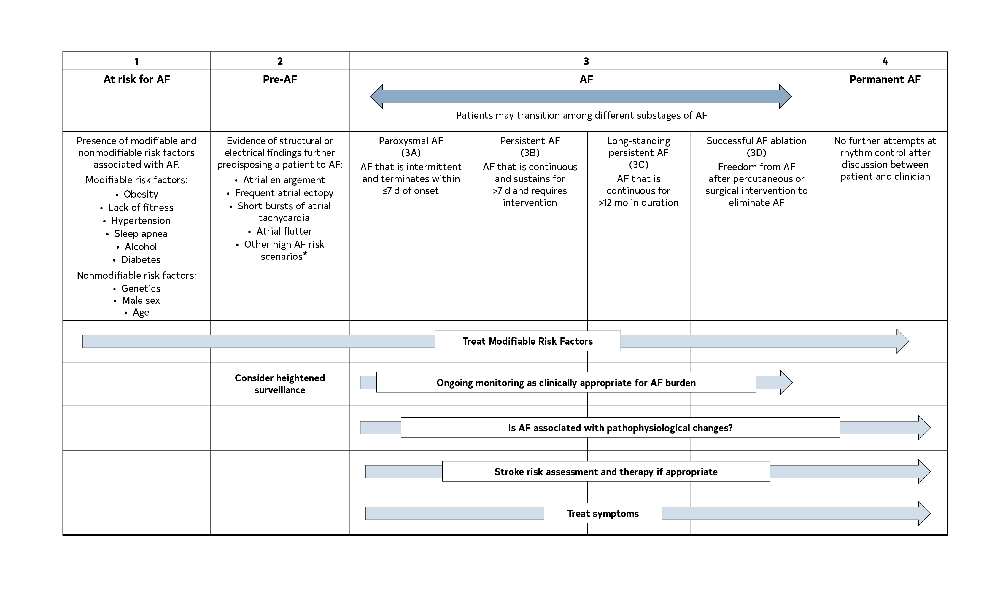 1
2
3
4
At risk for AF
Pre-AF
AF
Permanent AF
Patients may transition among different substages of AF
Presence of modifiable and
nonmodifiable risk factors
associated with AF.
Modifiable risk factors:
• Obesity
• Lack of fitness
• Hypertension
• Sleep apnea
• Alcohol
• Diabetes
Nonmodifiable risk factors:
• Genetics
• Male sex
• Age
Evidence of structural or
electrical findings further
predisposing a patient to AF:
• Atrial enlargement
• Frequent atrial ectopy
• Short bursts of atrial
tachycardia
• Atrial flutter
• Other high AF risk
scenarios*
Paroxysmal AF
(3A)
AF that is intermittent
and terminates within
≤7 d of onset
Persistent AF
(3B)
AF that is continuous
and sustains for
>7 d and requires
intervention
Long-standing
persistent AF
(3C)
AF that is
continuous for
>12 mo in duration
Successful AF ablation
(3D)
Freedom from AF
after percutaneous or
surgical intervention to
eliminate AF
No further attempts at
rhythm control after
discussion between
patient and clinician
Treat Modifiable Risk Factors
Consider heightened
surveillance
Ongoing monitoring as clinically appropriate for AF burden
Is AF associated with pathophysiological changes?
Stroke risk assessment and therapy if appropriate
Treat symptoms